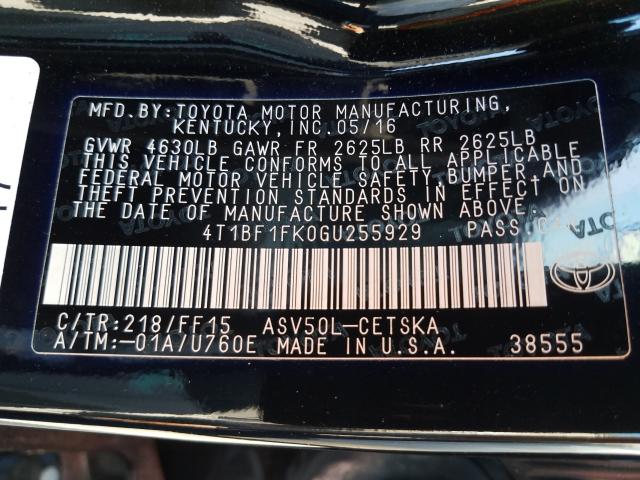 MFD.BY:TOYOTA MOTOR MANUFACTURING,
KENTUCKY,INC.05/16
GVWR 4630LB GAWR FR 2625LB RR 2625LB
THIS VEHICLE CONFORMS TO ALL APPLICABLE
FEDERAL MOTOR VEHICLE SAFETY,BUMPER,AND
THEFT PREVENTION STANDARDS IN EFFECT ON
THE DATE OF MANUFACTURE SHOWN ABOVE.
4T1BF1FK0GU255929 PASS.
C/TR:218/FF15 ASV50L-CETSKA
A/TM:-01A/U760E MADE IN U.S.A. 38555